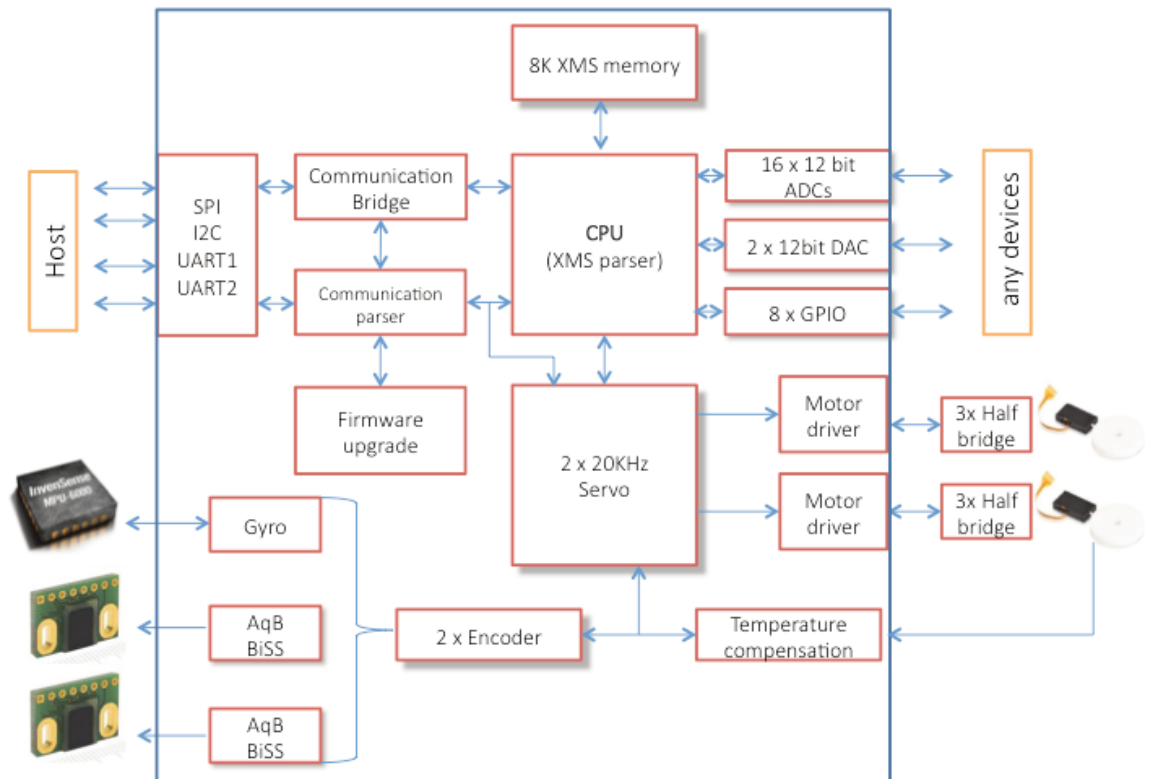 8K XMS memory
Host
SPI
I2C
UART1
UART2
Communication
Bridge
Communication
parser
Firmware
upgrade
CPU
(XMS parser)
16 x 12 bit
ADCs
2 x 12bit DAC
8 x GPIO
any devices
2 x 20KHz
Servo
Motor
driver
3x Half
bridge
Motor
driver
3x Half
bridge
InvenSense
MPU-6000
Gyro
AqB
BiSS
AqB
BiSS
2 x Encoder
Temperature
compensation